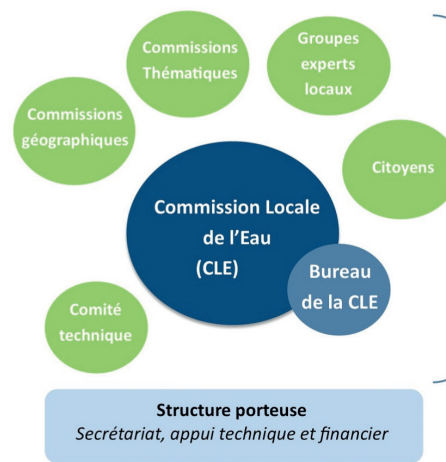 Commissions
Thématiques
Groupes
experts
locaux
Commissions
géographiques
Citoyens
Commission Locale
de l’Eau
(CLE)
Bureau
de la CLE
Comité
technique
Structure porteuse
Secrétariat, appui technique et financier